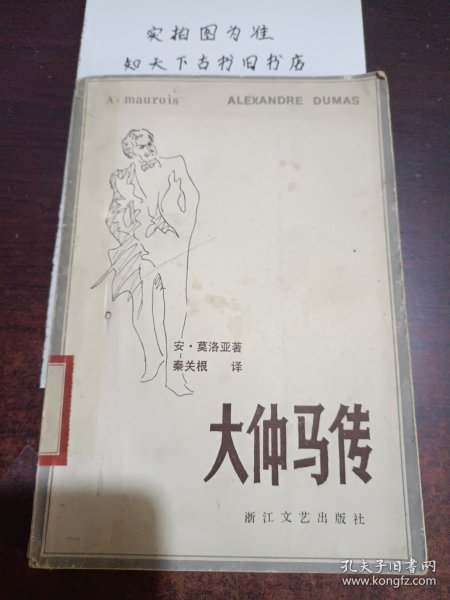 实拍图为准
知天下古书旧书店
A·maurois ALEXANDRE DUMAS
安·莫洛亚著
秦关根 译
大仲马传
浙江文艺出版社
孔夫子旧书网
www.kongfz.com